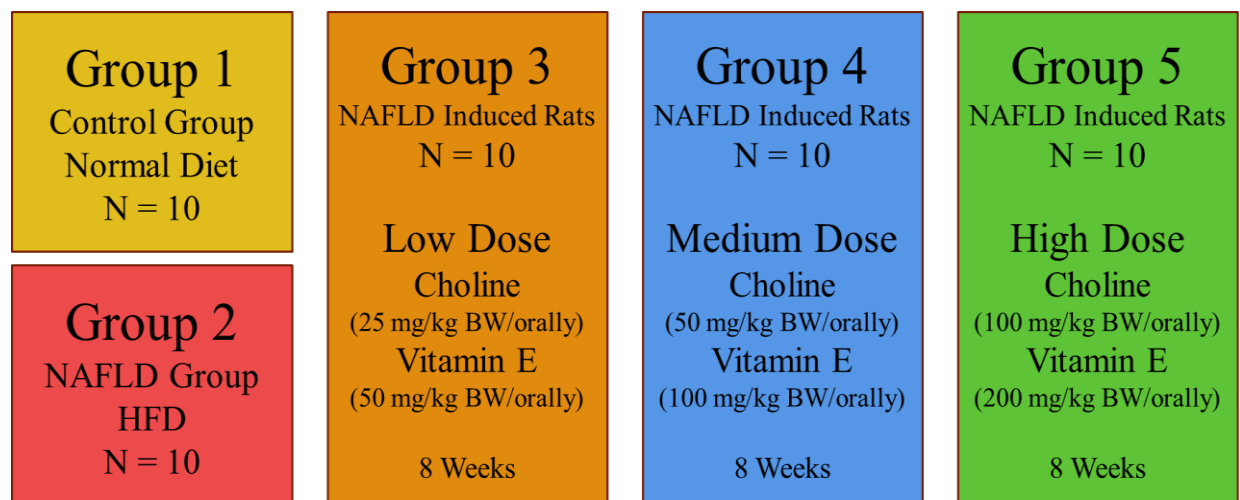 Group 1
Control Group
Normal Diet
N = 10
Group 2
NAFLD Group
HFD
N = 10
Group 3
NAFLD Induced Rats
N = 10
Low Dose
Choline
(25 mg/kg BW/orally)
Vitamin E
(50 mg/kg BW/orally)
8 Weeks
Group 4
NAFLD Induced Rats
N = 10
Medium Dose
Choline
(50 mg/kg BW/orally)
Vitamin E
(100 mg/kg BW/orally)
8 Weeks
Group 5
NAFLD Induced Rats
N = 10
High Dose
Choline
(100 mg/kg BW/orally)
Vitamin E
(200 mg/kg BW/orally)
8 Weeks